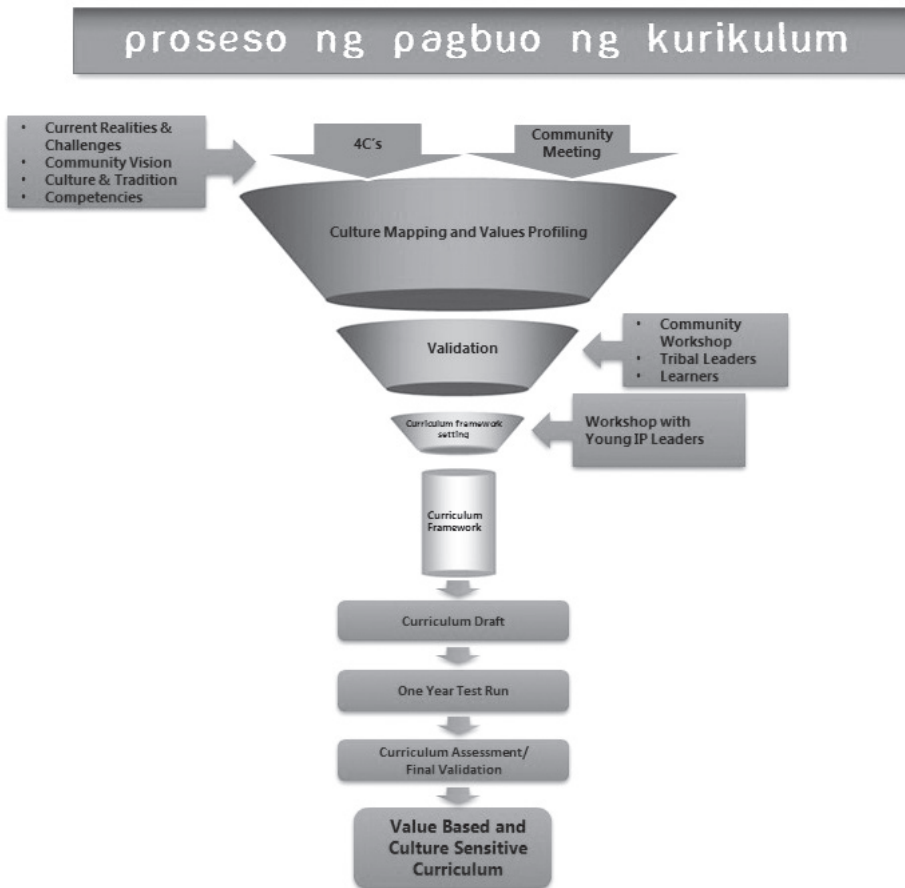 proseso ng pagbuo ng kurikulum
• Current Realities &
Challenges
• Community Vision
• Culture & Tradition
• Competencies
4C's
Community
Meeting
Culture Mapping and Values Profiling
Validation
• Community
Workshop
• Tribal Leaders
• Learners
Curriculum framework
setting
Workshop with
Young IP Leaders
Curriculum
Framework
Curriculum Draft
One Year Test Run
Curriculum Assessment/
Final Validation
Value Based and
Culture Sensitive
Curriculum